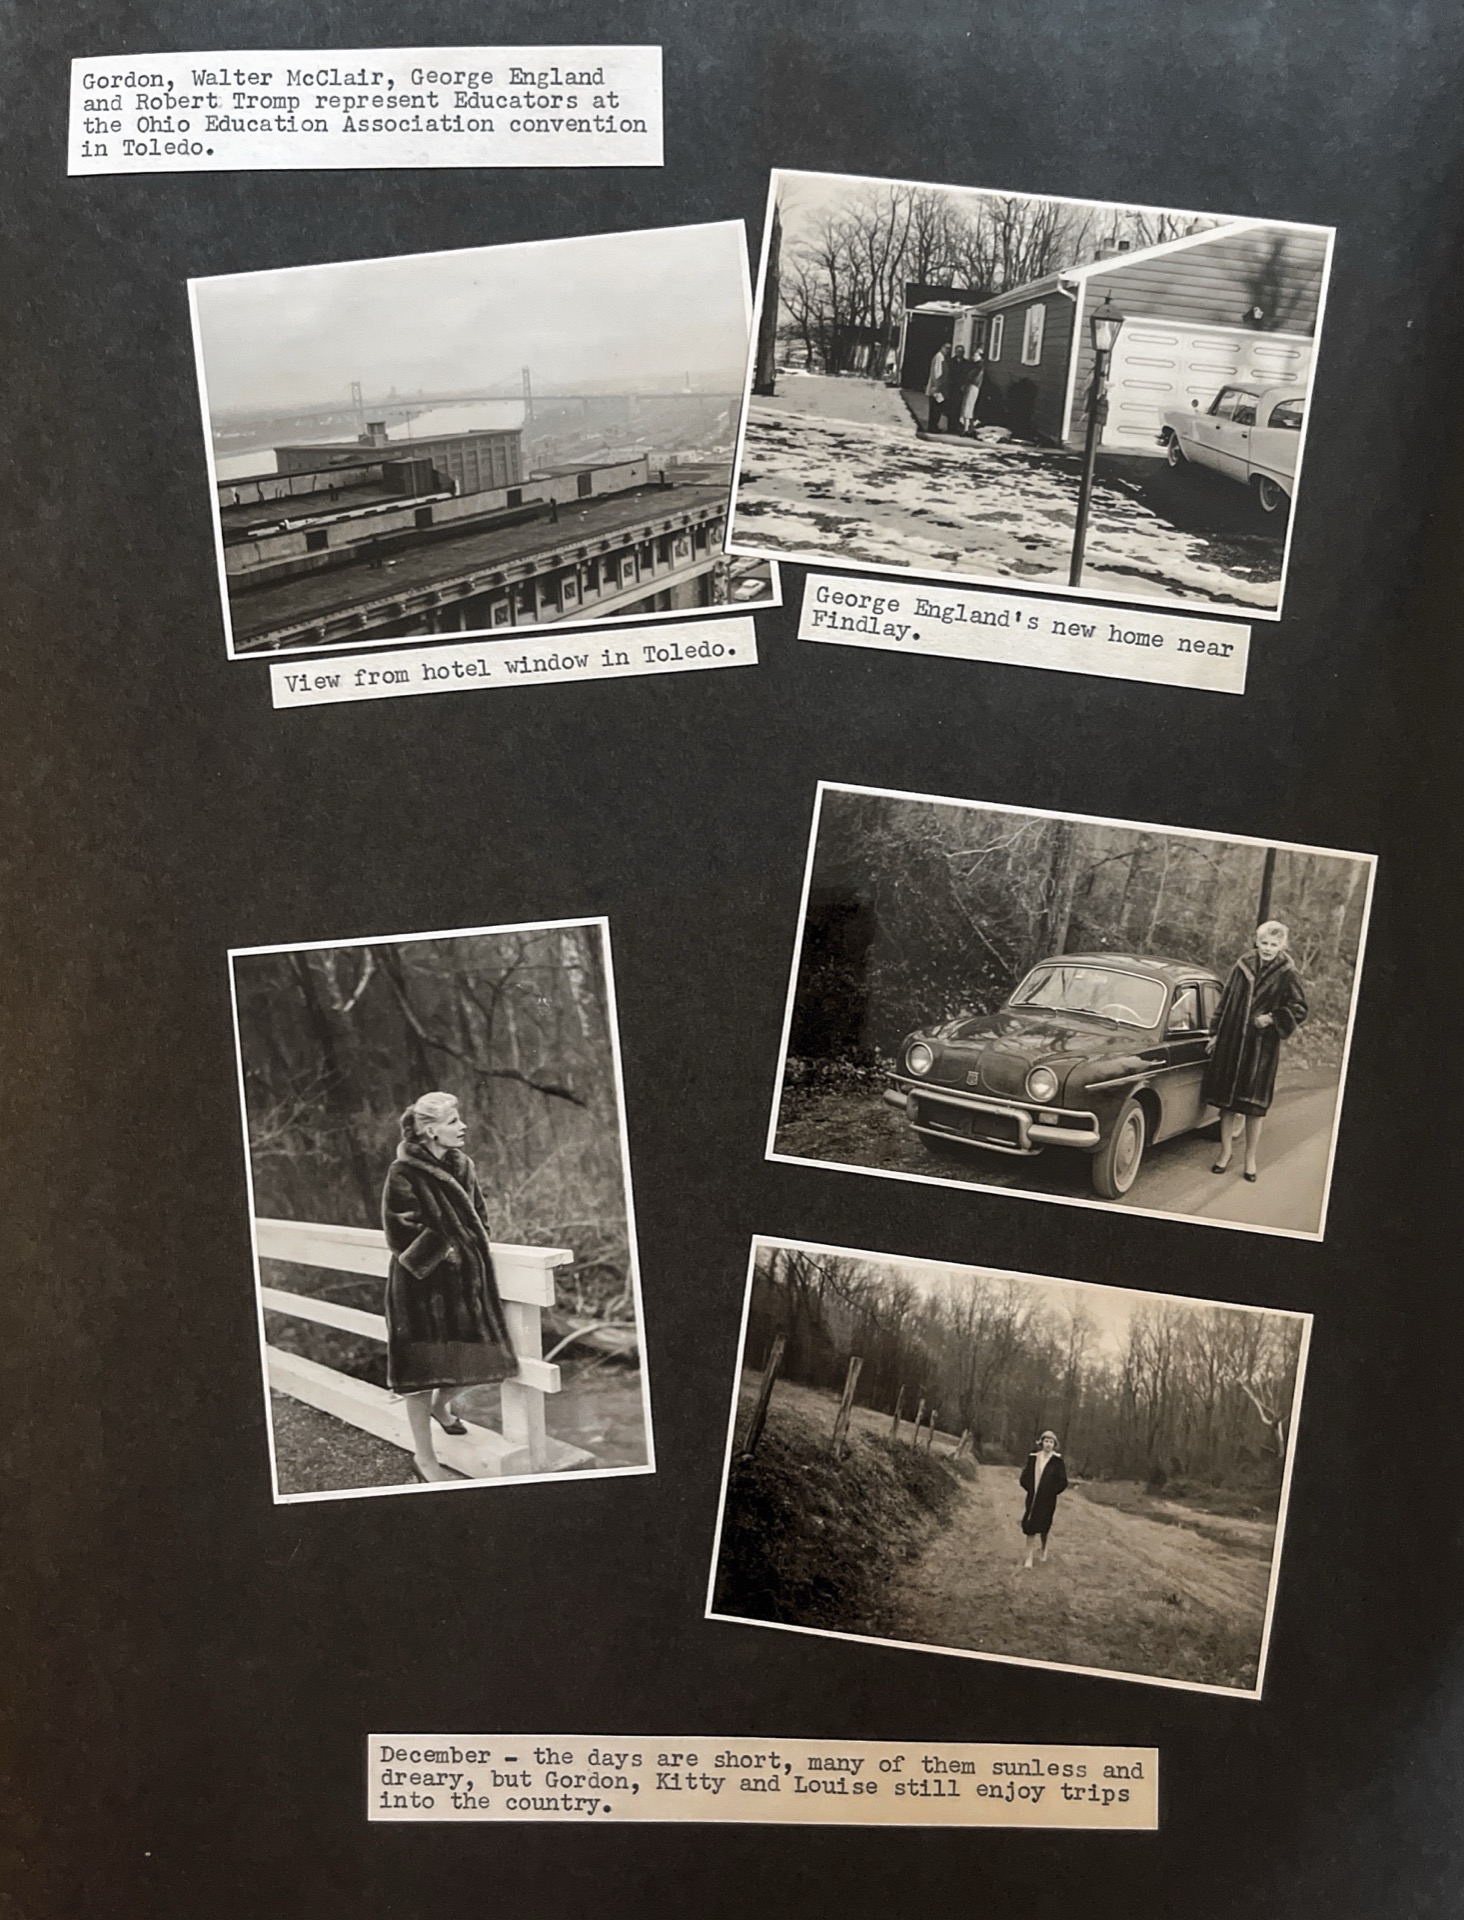 Gordon, Walter McClair, George England
and Robert Tromp represent Educators at
the Ohio Education Association convention
in Toledo.
View from hotel window in Toledo.
George England's new home near
Findlay.
December - the days are short, many of them sunless and
dreary, but Gordon, Kitty and Louise still enjoy trips
into the country.